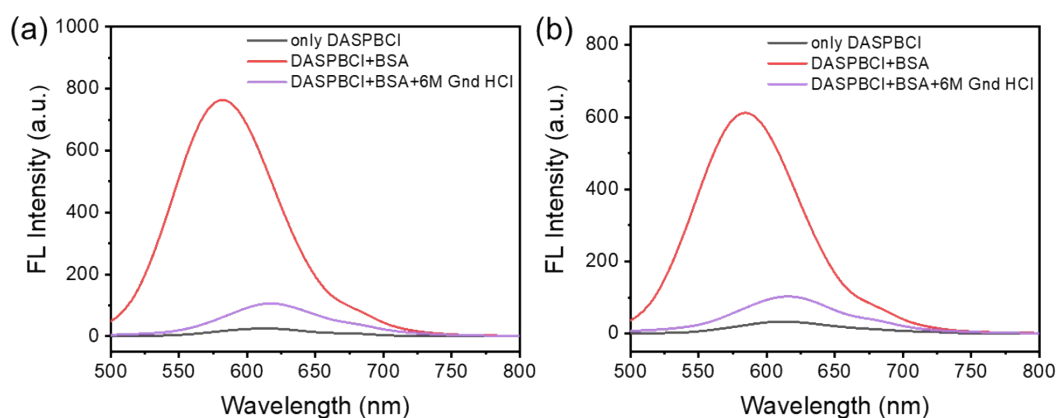 (a)
1000
800
600
400
200
0
FL Intensity (a.u.)
only DASPBCl
DASPBCl+BSA
DASPBCl+BSA+6M Gnd HCl
500 550 600 650 700 750 800
Wavelength (nm)
(b)
800
600
400
200
0
FL Intensity (a.u.)
only DASPBCl
DASPBCl+BSA
DASPBCl+BSA+6M Gnd HCl
500 550 600 650 700 750 800
Wavelength (nm)